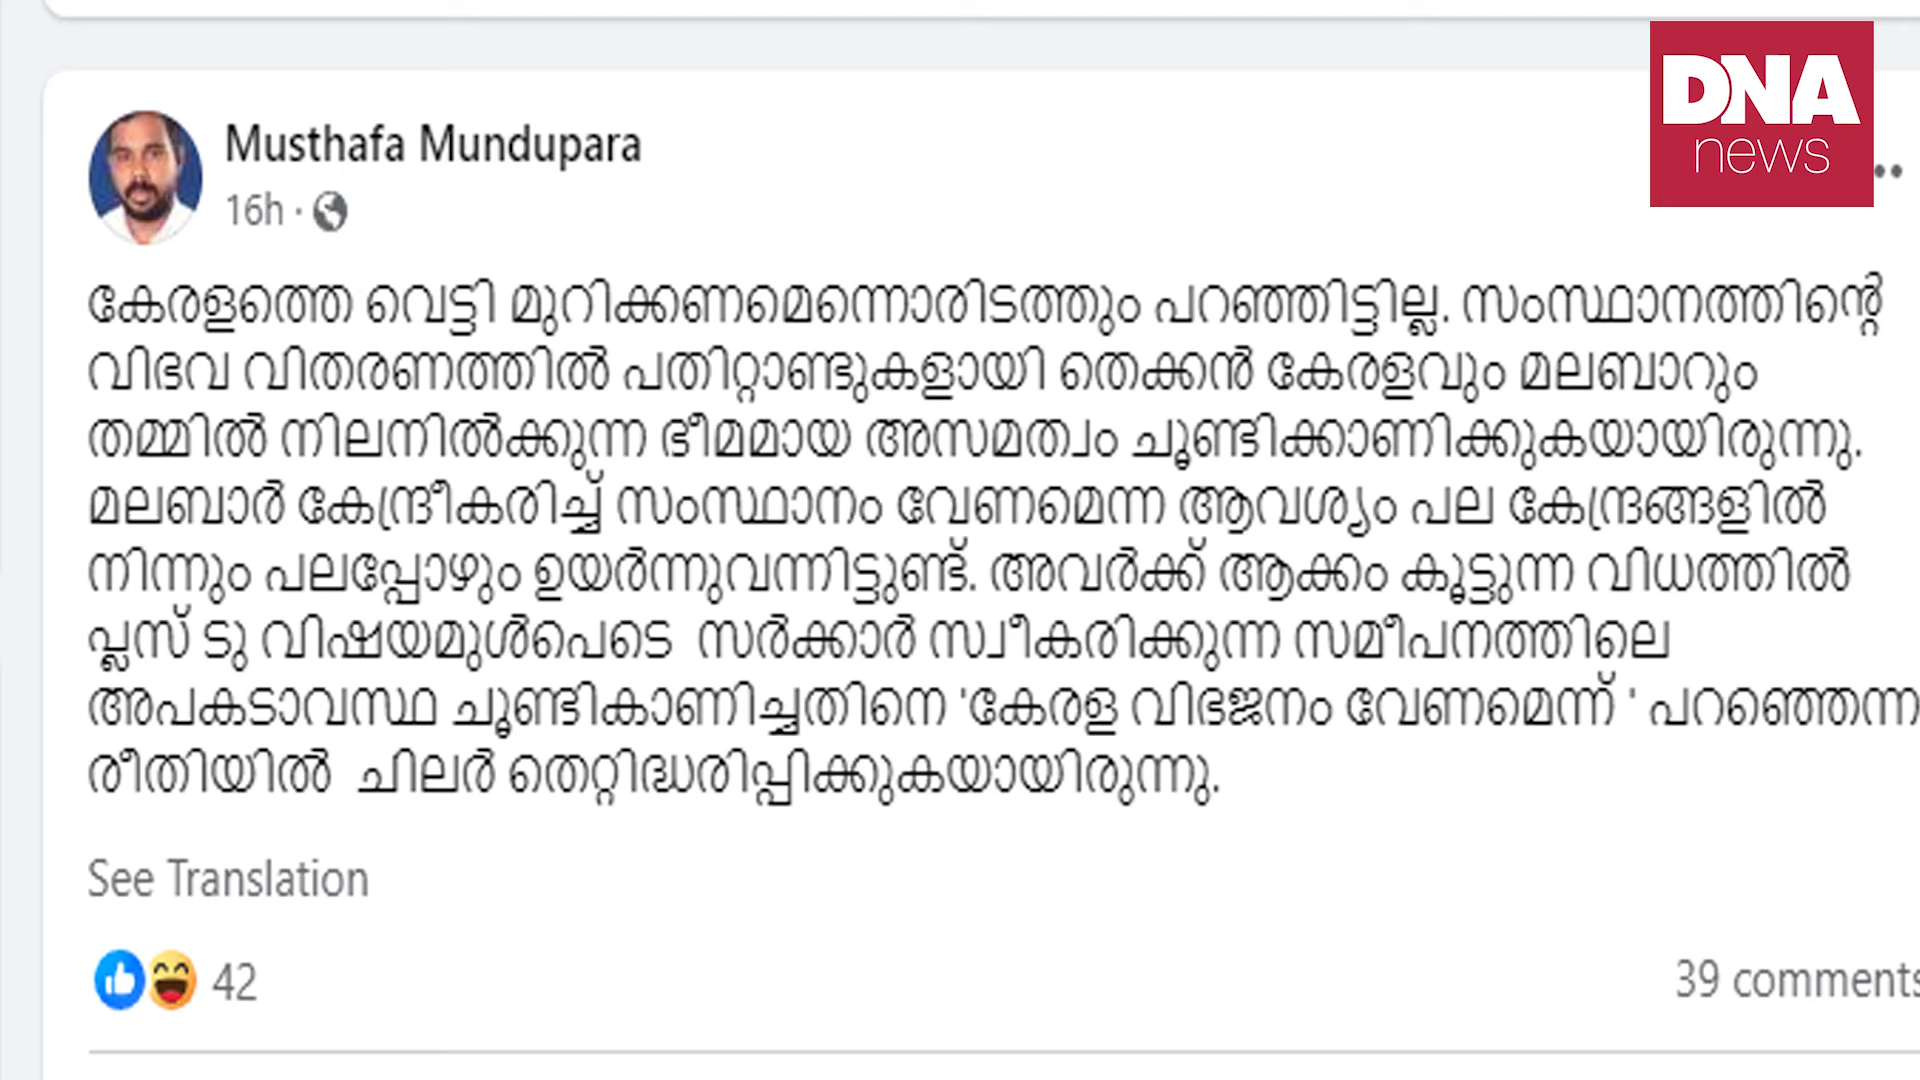 DNA
news
Musthafa Mundupara
16h ·
കേരളത്തെ വെട്ടി മുറിക്കണമെന്നൊരിടത്തും പറഞ്ഞിട്ടില്ല. സംസ്ഥാനത്തിന്റെ
വിഭവ വിതരണത്തിൽ പതിറ്റാണ്ടുകളായി തെക്കൻ കേരളവും മലബാറും
തമ്മിൽ നിലനിൽക്കുന്ന ഭീമമായ അസമത്വം ചൂണ്ടിക്കാണിക്കുകയായിരുന്നു.
മലബാർ കേന്ദ്രീകരിച്ച് സംസ്ഥാനം വേണമെന്ന ആവശ്യം പല കേന്ദ്രങ്ങളിൽ
നിന്നും പലപ്പോഴും ഉയർന്നുവന്നിട്ടുണ്ട്. അവർക്ക് ആക്കം കൂട്ടുന്ന വിധത്തിൽ
പ്ലസ് ടു വിഷയമുൾപെടെ  സർക്കാർ സ്വീകരിക്കുന്ന സമീപനത്തിലെ
അപകടാവസ്ഥ ചൂണ്ടികാണിച്ചതിനെ 'കേരള വിഭജനം വേണമെന്ന് ' പറഞ്ഞെന്ന
രീതിയിൽ  ചിലർ തെറ്റിദ്ധരിപ്പിക്കുകയായിരുന്നു.
See Translation
42
39 comments